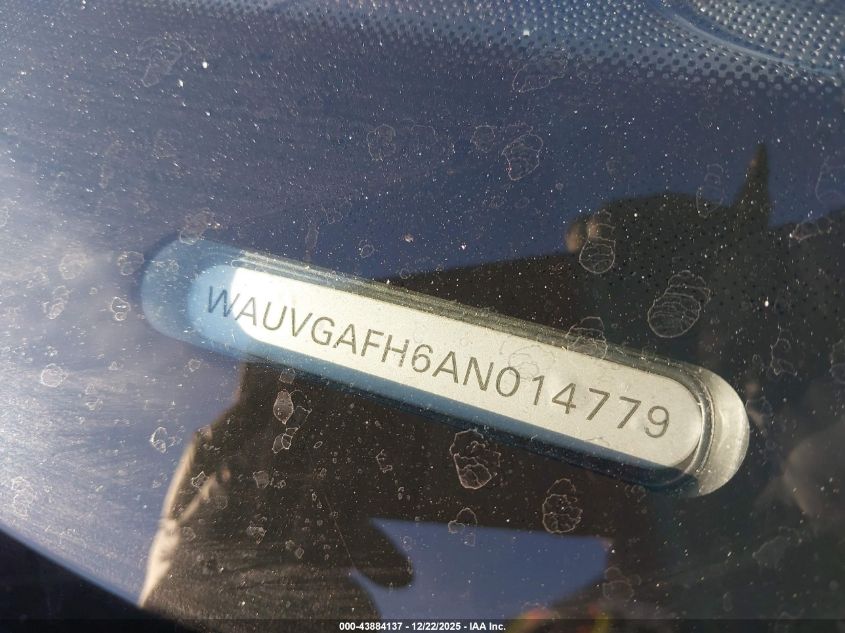 WAUVGAFH6AN014779
000-43884137 - 12/22/2025 - IAA Inc.